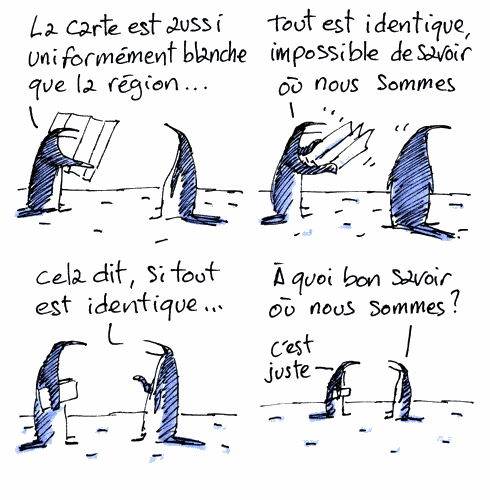 La carte est aussi
uniformément blanche
que la région...
Tout est identique,
impossible de savoir
où nous sommes
cela dit, si tout
est identique...
À quoi bon savoir
où nous sommes?
c'est
juste